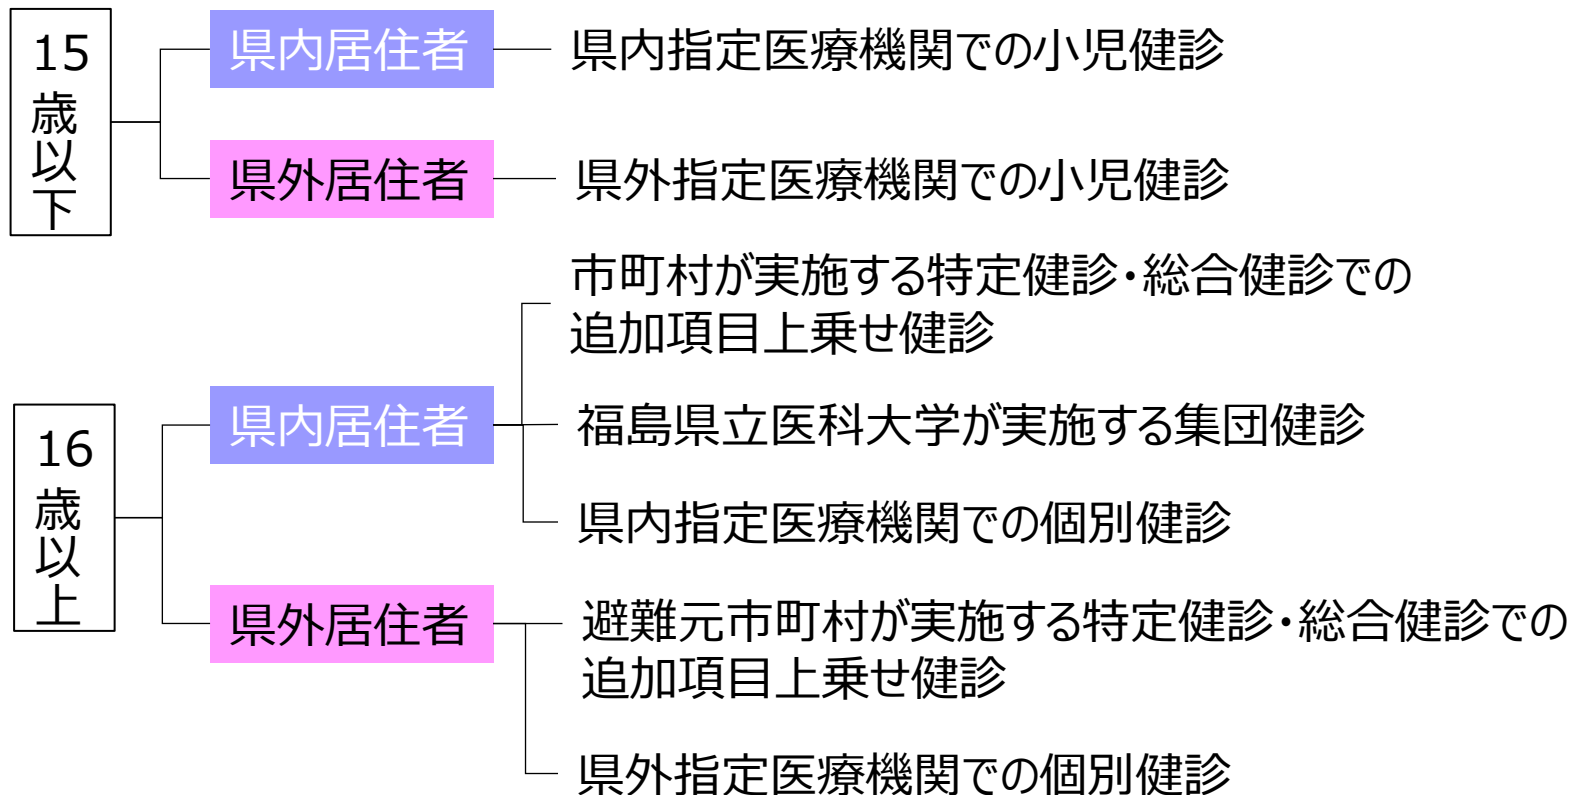 15歳以下
県内居住者
県内指定医療機関での小児健診
県外居住者
県外指定医療機関での小児健診
16歳以上
県内居住者
市町村が実施する特定健診・総合健診での
追加項目上乗せ健診
福島県立医科大学が実施する集団健診
県内指定医療機関での個別健診
県外居住者
避難元市町村が実施する特定健診・総合健診での
追加項目上乗せ健診
県外指定医療機関での個別健診